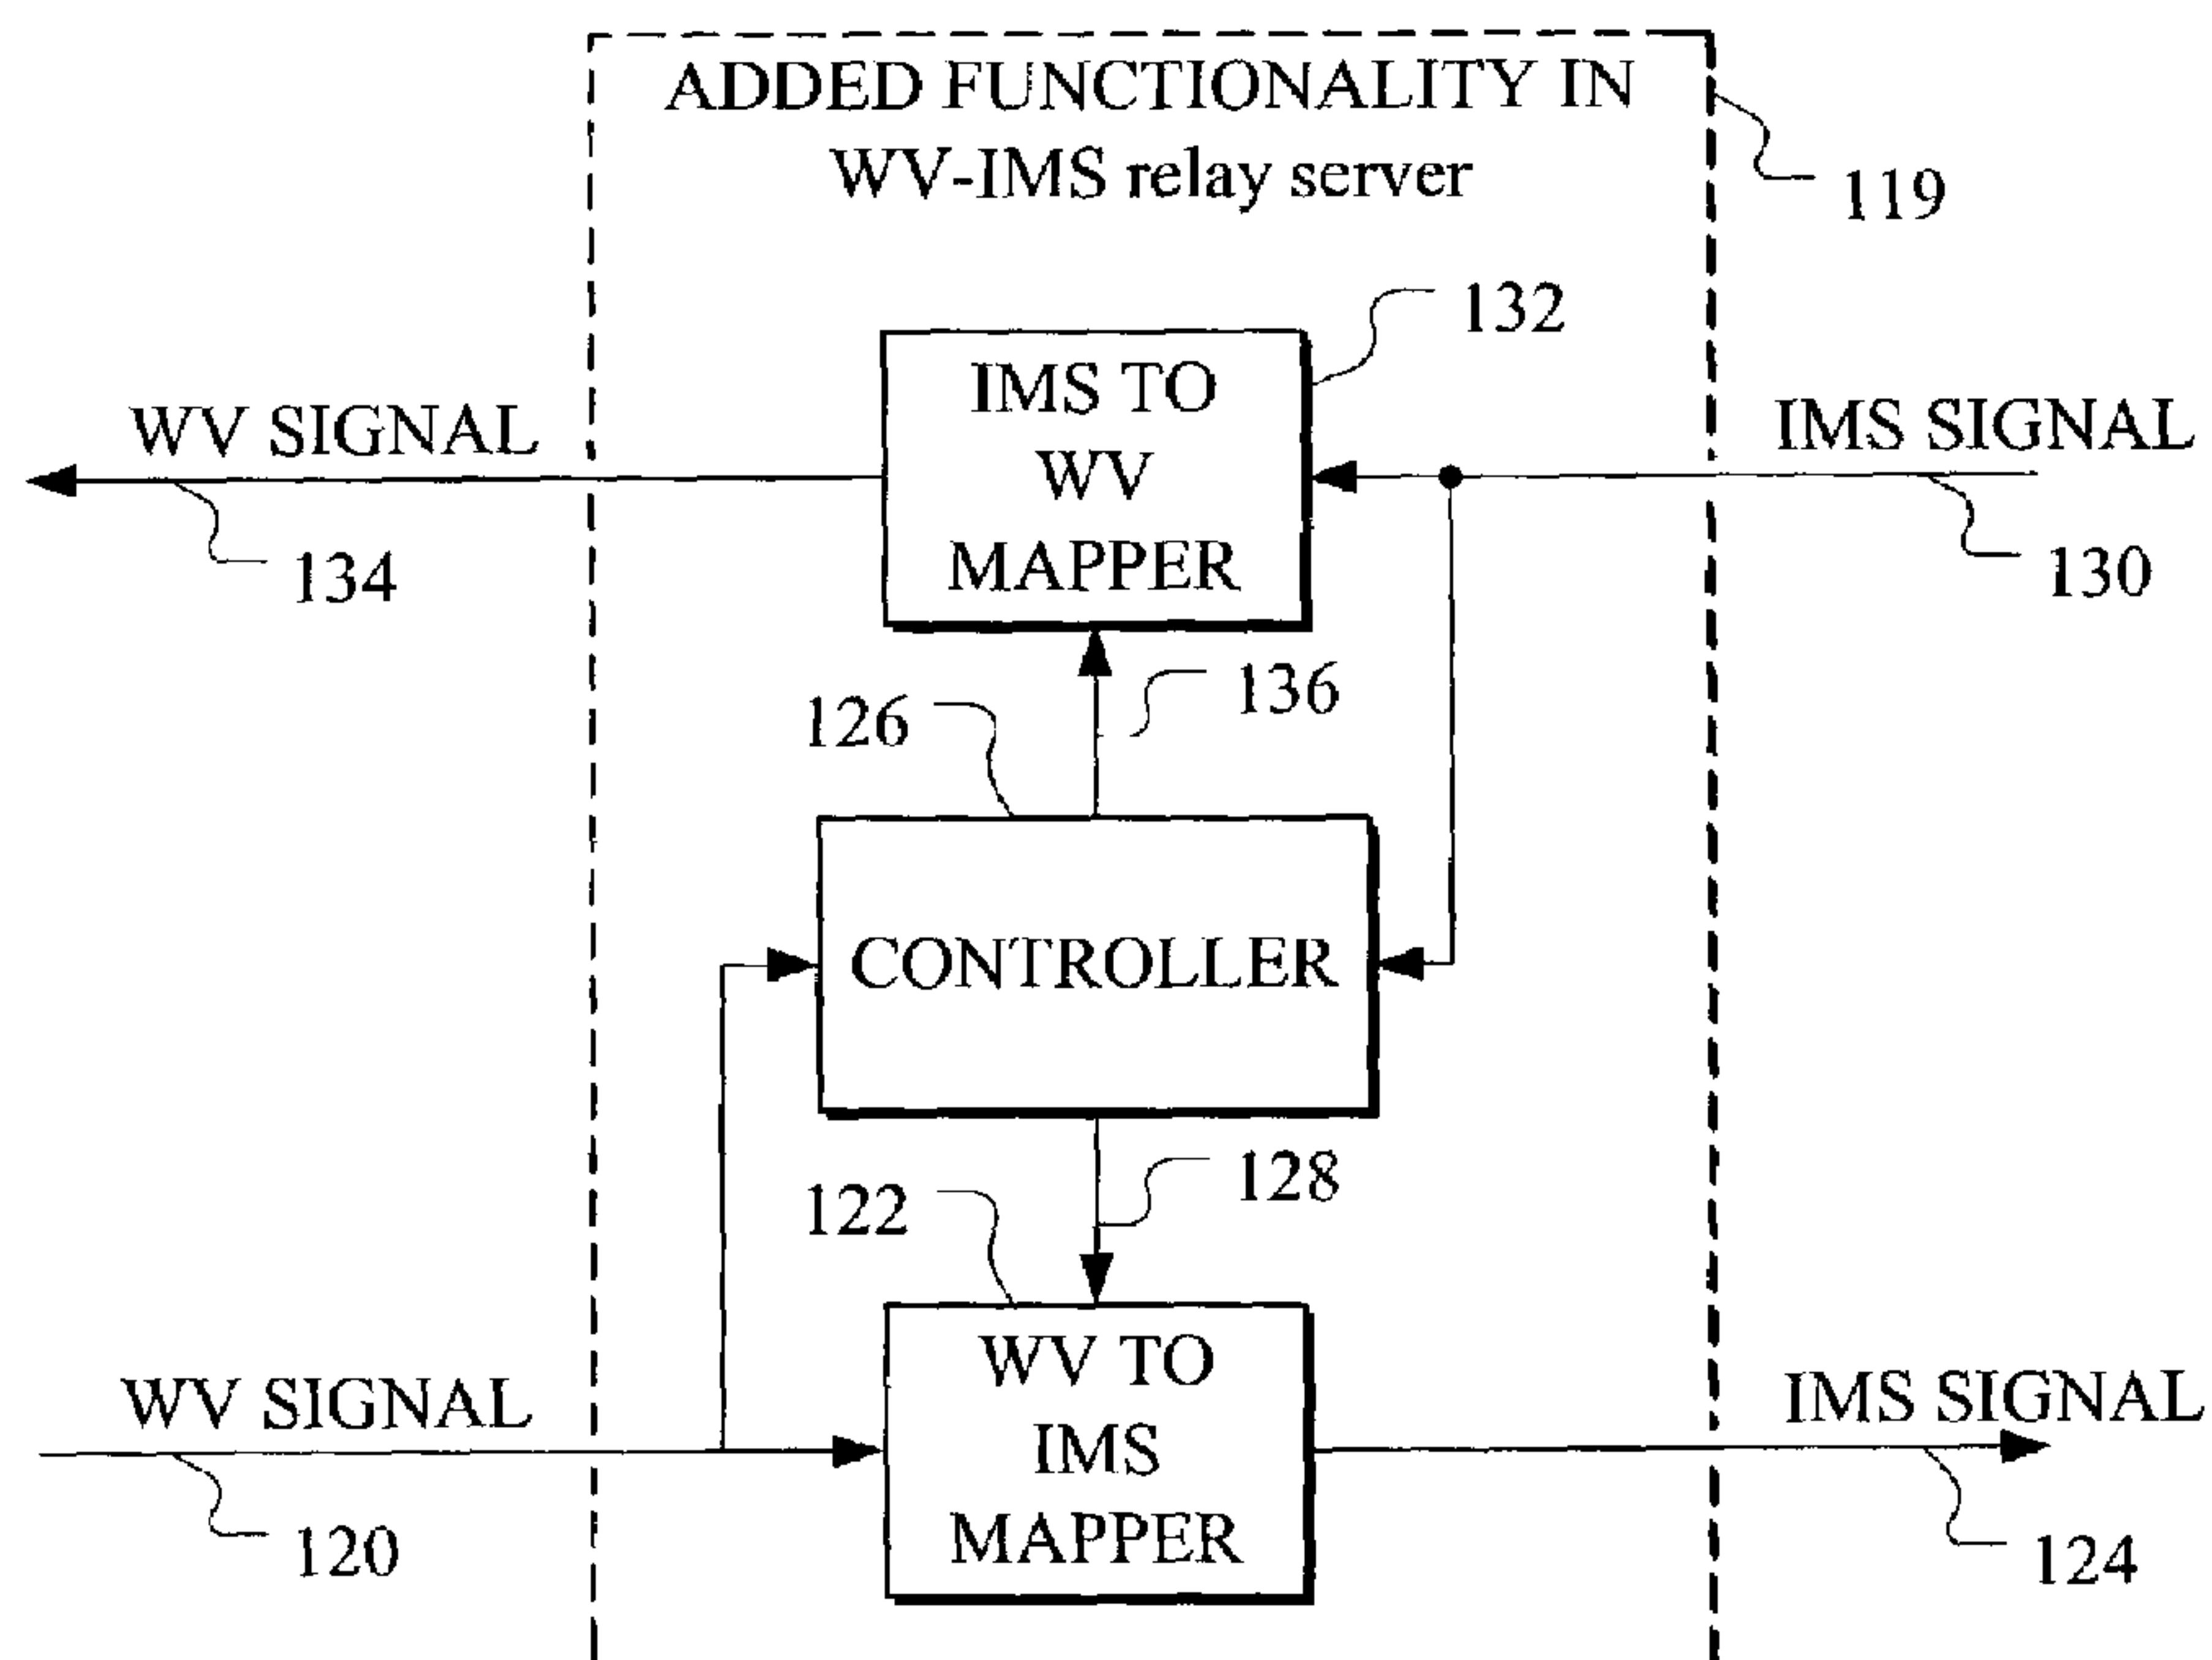 ADDED FUNCTIONALITY IN
WV-IMS relay server
119
132
IMS TO
WV
MAPPER
WV SIGNAL
134
IMS SIGNAL
130
136
126
CONTROLLER
128
122
WV TO
IMS
MAPPER
WV SIGNAL
120
IMS SIGNAL
124